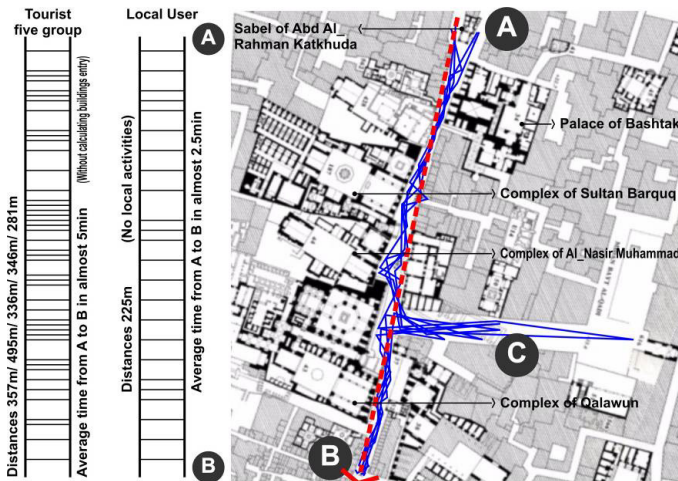 Tourist
five group
Local User
A
B
Distances 357m/ 495m/ 336m/ 346m/ 281m
Average time from A to B in almost 5min
(Without calculating buildings entry)
Distances 225m
(No local activities)
Average time from A to B in almost 2.5min
Sabel of Abd Al_
Rahman Katkhuda
A
Palace of Bashtak
Complex of Sultan Barquq
Complex of Al_Nasir Muhammad
C
Complex of Qalawun
B